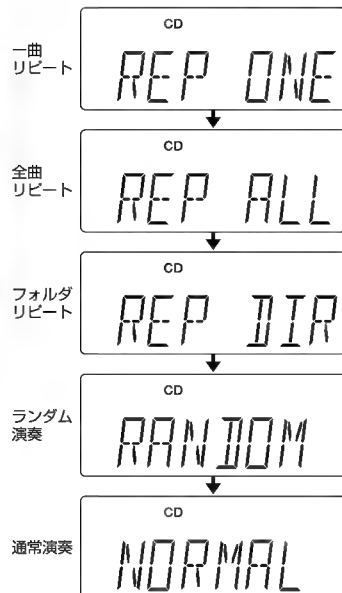 CD
一曲
リピート
REP ONE
CD
全曲
リピート
REP ALL
CD
フォルダ
リピート
REP DIR
CD
ランダム
演奏
RANDOM
CD
通常演奏
NORMAL